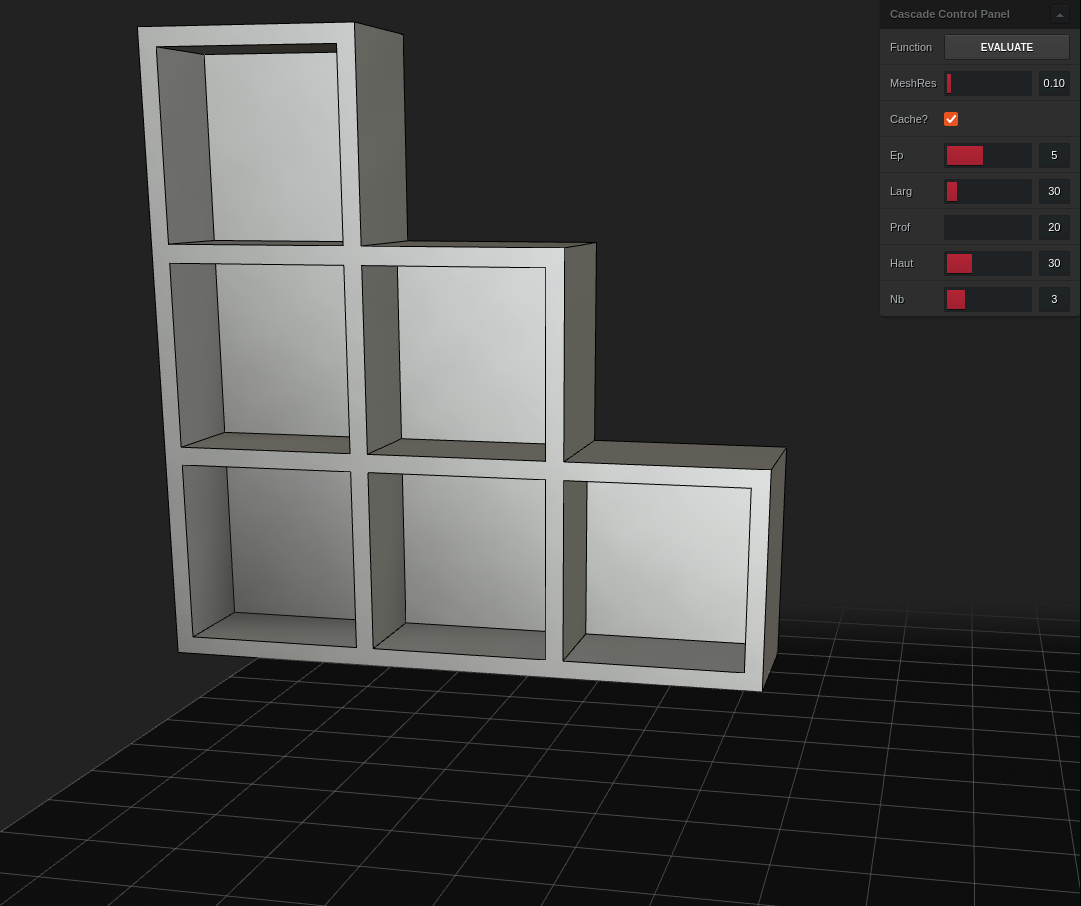 Cascade Control Panel
Function EVALUATE
MeshRes 0.10
Cache?
Ep 5
Larg 30
Prof 20
Haut 30
Nb 3